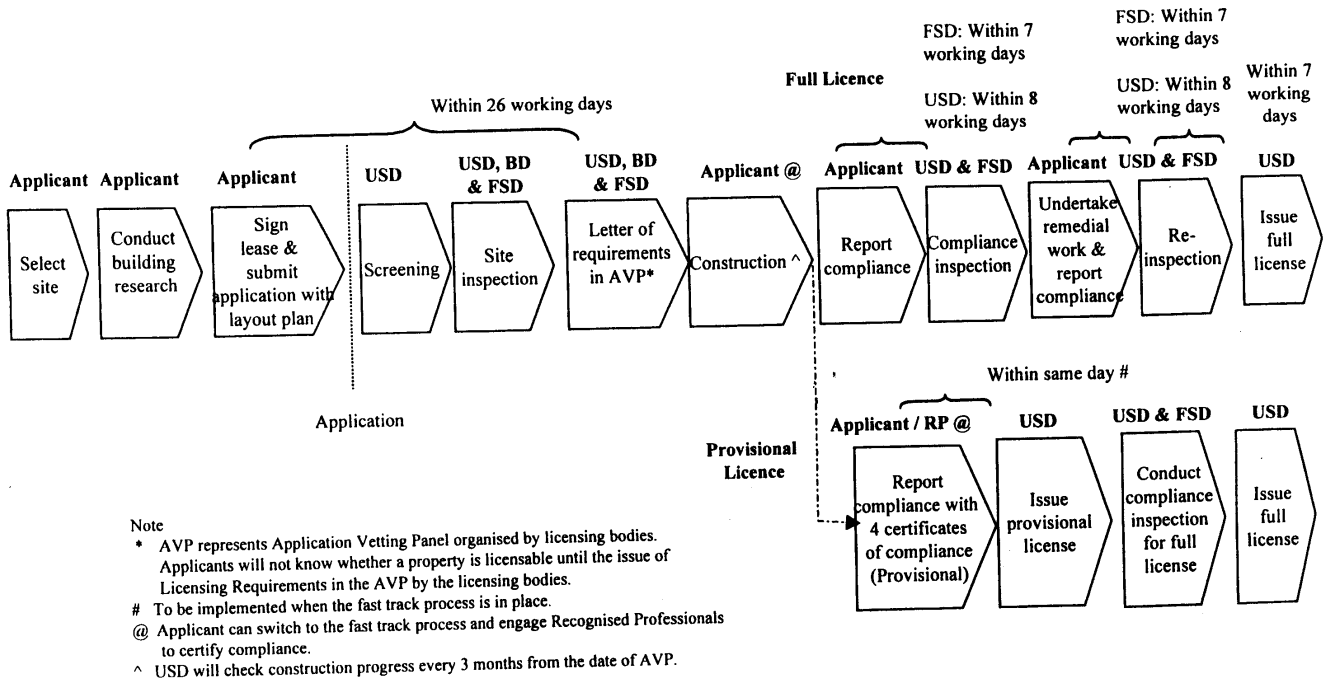 FSD: Within 7
working days
USD: Within 8
working days
FSD: Within 7
working days
USD: Within 8
working days
Within 7
working
days
Full Licence
Within 26 working days
Applicant
Applicant
Applicant
USD
USD, BD
& FSD
USD, BD
& FSD
Applicant @
Applicant
USD & FSD
Applicant
USD & FSD
USD
Select
site
Conduct
building
research
Sign
lease &
submit
application with
layout plan
Screening
Site
inspection
Letter of
requirements
in AVP*
Construction ^
Report
compliance
Compliance
inspection
Undertake
remedial
work &
report
compliance
Re-
inspection
Issue
full
license
Application
Within same day #
Provisional
Licence
Applicant / RP @
USD
USD & FSD
USD
Report
compliance with
4 certificates
of compliance
(Provisional)
Issue
provisional
license
Conduct
compliance
inspection
for full
license
Issue
full
license
Note
* AVP represents Application Vetting Panel organised by licensing bodies.
Applicants will not know whether a property is licensable until the issue of
Licensing Requirements in the AVP by the licensing bodies.
# To be implemented when the fast track process is in place.
@ Applicant can switch to the fast track process and engage Recognised Professionals
to certify compliance.
^ USD will check construction progress every 3 months from the date of AVP.